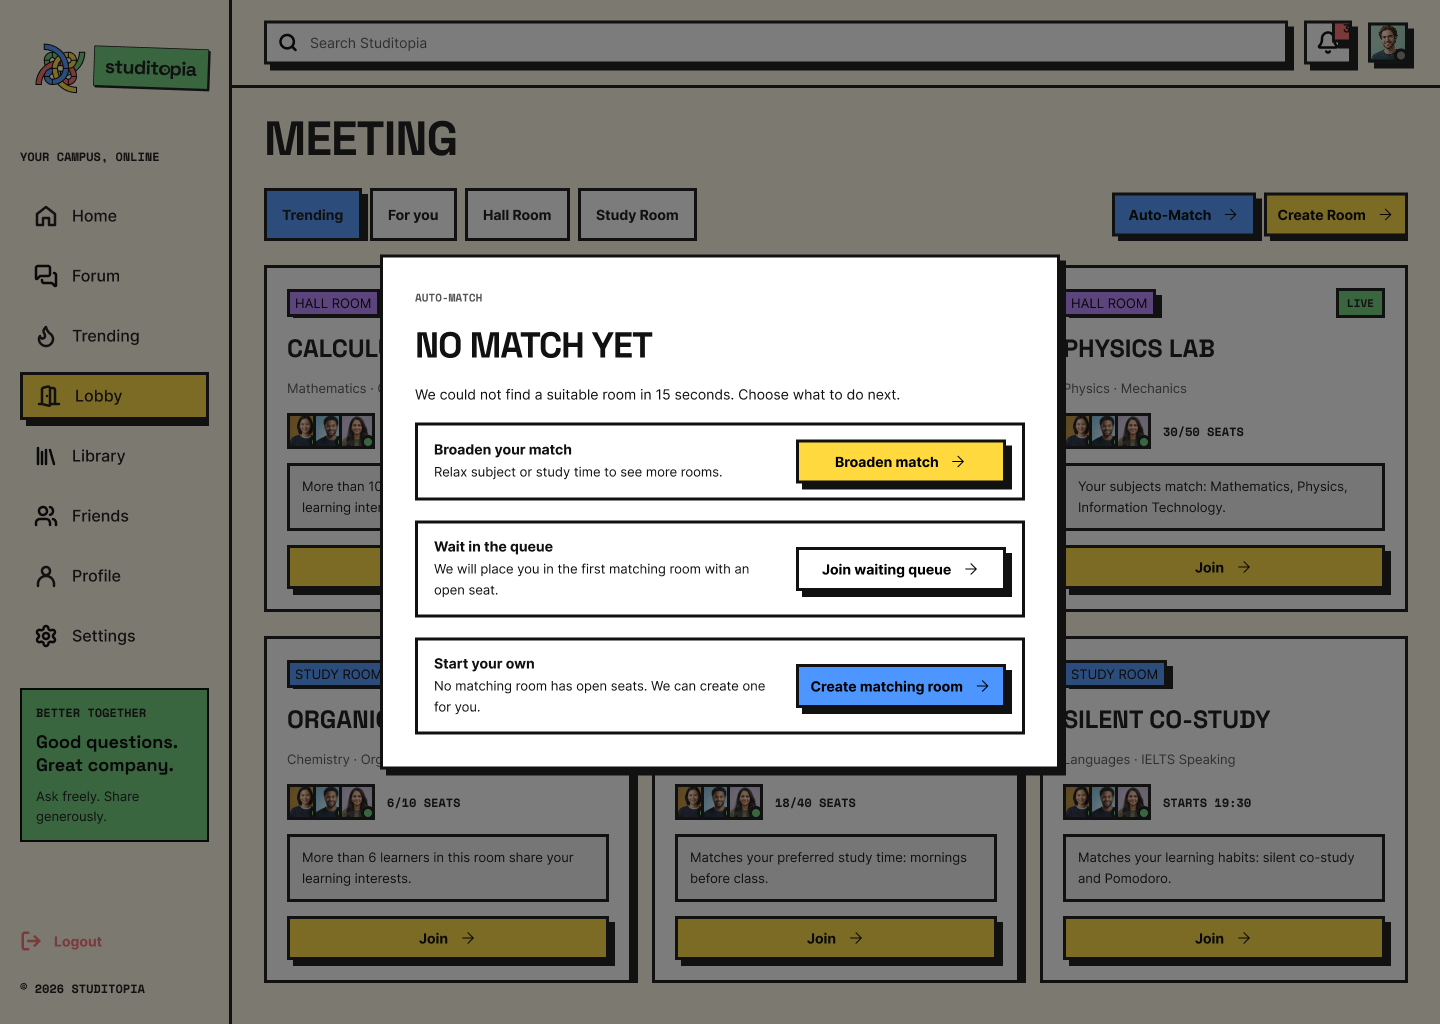 studitopia
Search Studitopia
3
YOUR CAMPUS, ONLINE
Home
Forum
Trending
Lobby
Library
Friends
Profile
Settings
BETTER TOGETHER
Good questions.
Great company.
Ask freely. Share
generously.
Logout
© 2026 STUDITOPIA
MEETING
Trending
For you
Hall Room
Study Room
Auto-Match
Create Room
HALL ROOM
CALCUL
Mathematics ·
More than 10
learning inter
HALL ROOM
LIVE
PHYSICS LAB
Physics · Mechanics
30/50 SEATS
Your subjects match: Mathematics, Physics,
Information Technology.
Join
AUTO-MATCH
NO MATCH YET
We could not find a suitable room in 15 seconds. Choose what to do next.
Broaden your match
Relax subject or study time to see more rooms.
Broaden match
Wait in the queue
We will place you in the first matching room with an
open seat.
Join waiting queue
Start your own
No matching room has open seats. We can create one
for you.
Create matching room
STUDY ROOM
ORGANIC
Chemistry · Org
6/10 SEATS
More than 6 learners in this room share your
learning interests.
Join
18/40 SEATS
Matches your preferred study time: mornings
before class.
Join
STUDY ROOM
SILENT CO-STUDY
Languages · IELTS Speaking
STARTS 19:30
Matches your learning habits: silent co-study
and Pomodoro.
Join